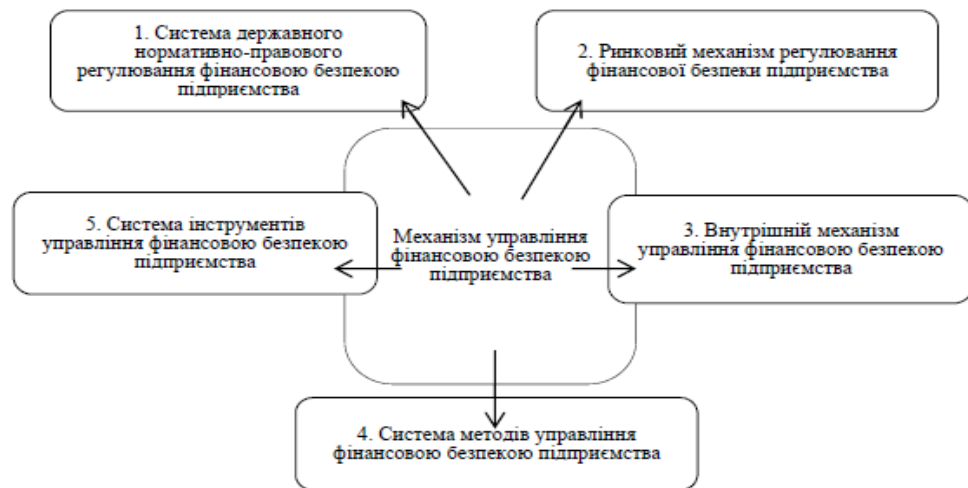 1. Система державного
нормативно-правового
регулювання фінансовою безпекою
підприємства
2. Ринковий механізм регулювання
фінансової безпеки підприємства
5. Система інструментів
управління фінансовою безпекою
підприємства
Механізм управління
фінансовою безпекою
підприємства
3. Внутрішній механізм
управління фінансовою безпекою
підприємства
4. Система методів управління
фінансовою безпекою підприємства